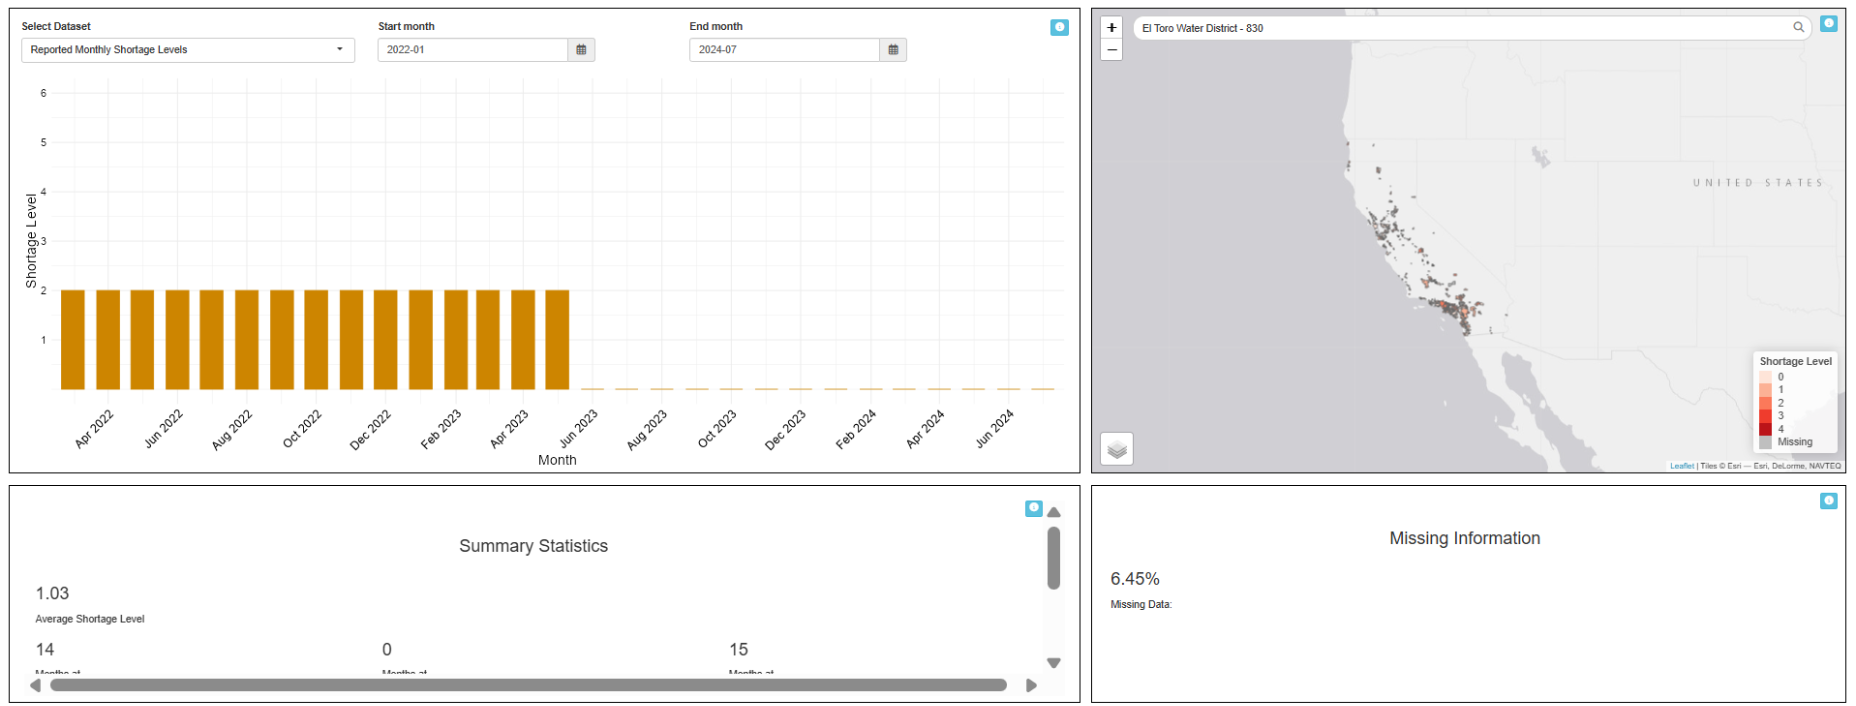 Select Dataset
Start month
End month
Reported Monthly Shortage Levels
2022-01
2024-07
Shortage Level
6
5
4
3
2
1
Apr 2022
Jun 2022
Aug 2022
Oct 2022
Dec 2022
Feb 2023
Apr 2023
Jun 2023
Aug 2023
Oct 2023
Dec 2023
Feb 2024
Apr 2024
Jun 2024
Month
+
−
El Toro Water District - 830
UNITED STATES
Shortage Level
0
1
2
3
4
Missing
Leaflet | Tiles © Esri — Esri, DeLorme, NAVTEQ
Summary Statistics
1.03
Average Shortage Level
14
0
15
Months at
Months at
Months at
Missing Information
6.45%
Missing Data: